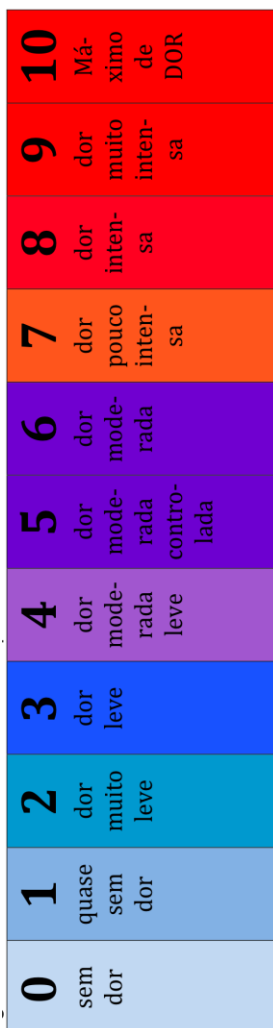 0
sem
dor
1
quase
sem
dor
2
dor
muito
leve
3
dor
leve
4
dor
mode-
rada
leve
5
dor
mode-
rada
contro-
lada
6
dor
mode-
rada
7
dor
pouco
inten-
sa
8
dor
inten-
sa
9
dor
muito
inten-
sa
10
Má-
ximo
de
DOR